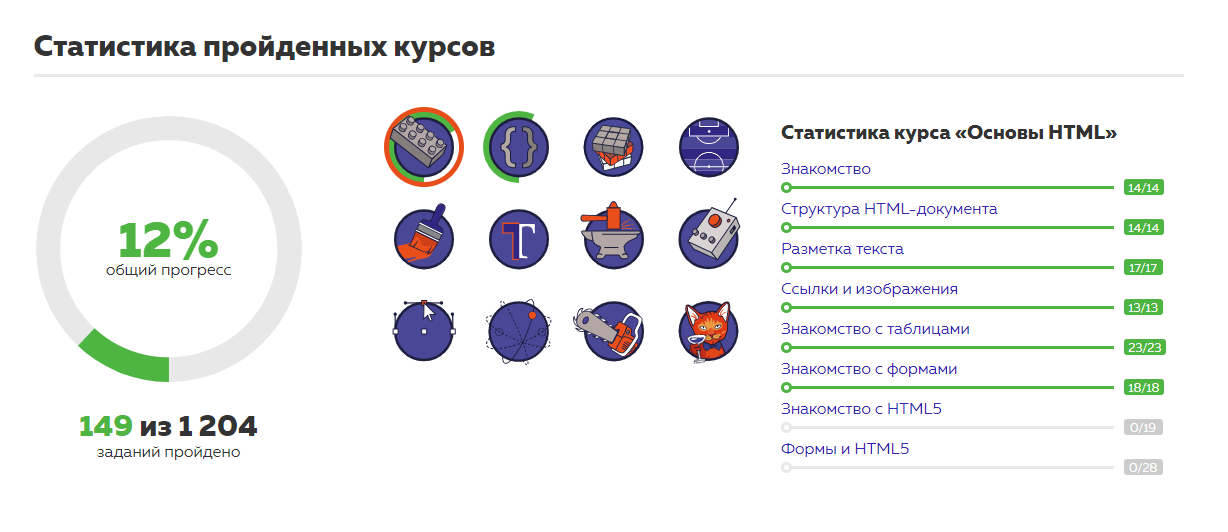 Статистика пройденных курсов
12%
общий прогресс
149 из 1 204
заданий пройдено
{ }
T
Статистика курса «Основы HTML»
Знакомство
14/14
Структура HTML-документа
14/14
Разметка текста
17/17
Ссылки и изображения
13/13
Знакомство с таблицами
23/23
Знакомство с формами
18/18
Знакомство с HTML5
0/19
Формы и HTML5
0/28